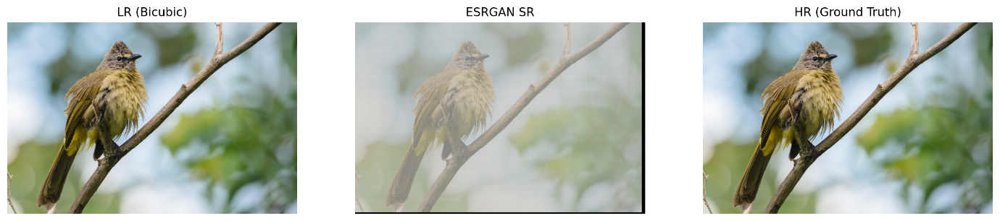 LR (Bicubic)
ESRGAN SR
HR (Ground Truth)